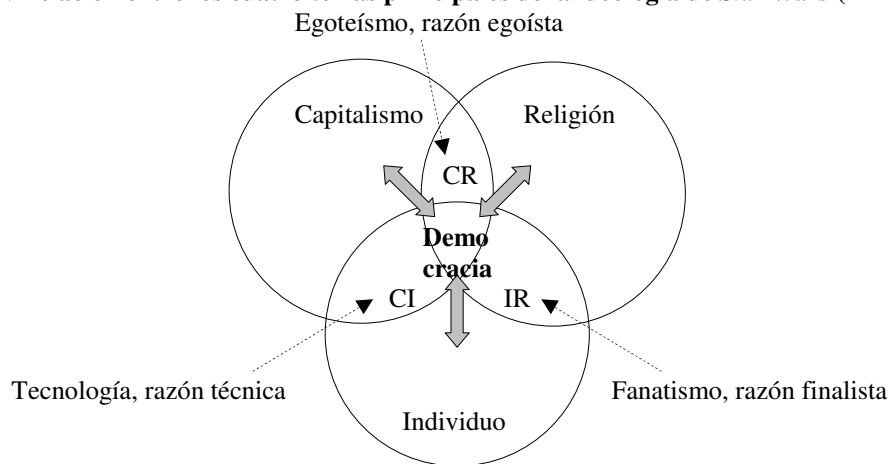 Egoteísmo, razón egoísta
Capitalismo
Religión
CR
Demo
cracia
CI
IR
Tecnología, razón técnica
Fanatismo, razón finalista
Individuo